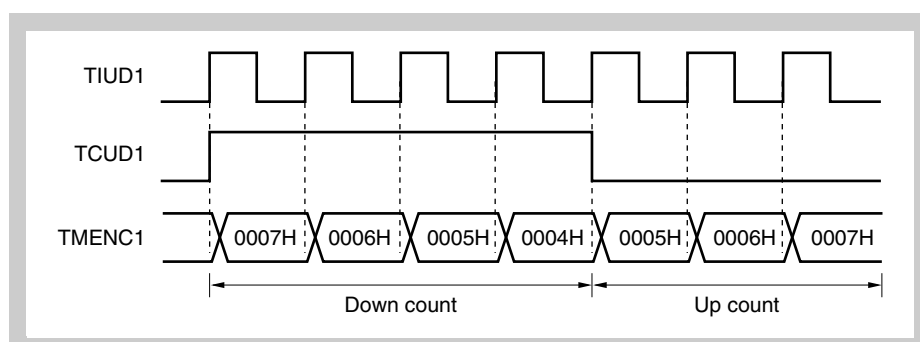 TIUD1
TCUD1
TMENC1 0007H 0006H 0005H 0004H 0005H 0006H 0007H
Down count Up count